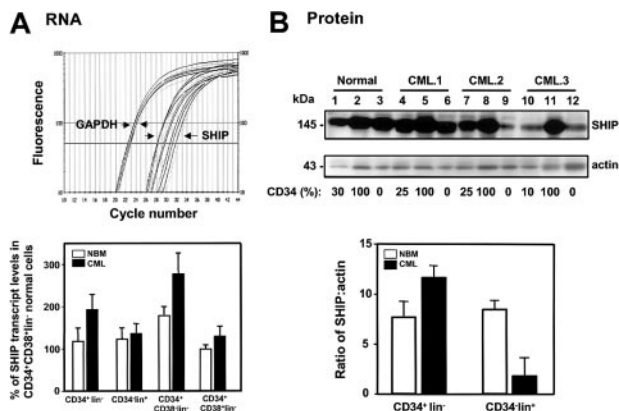 A RNA
Fluorescence
GAPDH
SHIP
Cycle number
% of SHIP transcript levels in
CD34⁺CD38⁺lin⁻ normal cells
NBM
CML
300
200
100
0
CD34⁺ lin⁻
CD34⁻lin⁺
CD34⁺
CD38⁻lin⁻
CD34⁺
CD38⁺lin⁻
B Protein
Normal CML.1 CML.2 CML.3
kDa 1 2 3 4 5 6 7 8 9 10 11 12
145 - SHIP
43 - actin
CD34 (%): 30 100 0 25 100 0 25 100 0 10 100 0
Ratio of SHIP:actin
NBM
CML
15
10
5
0
CD34⁺ lin⁻
CD34⁻lin⁺